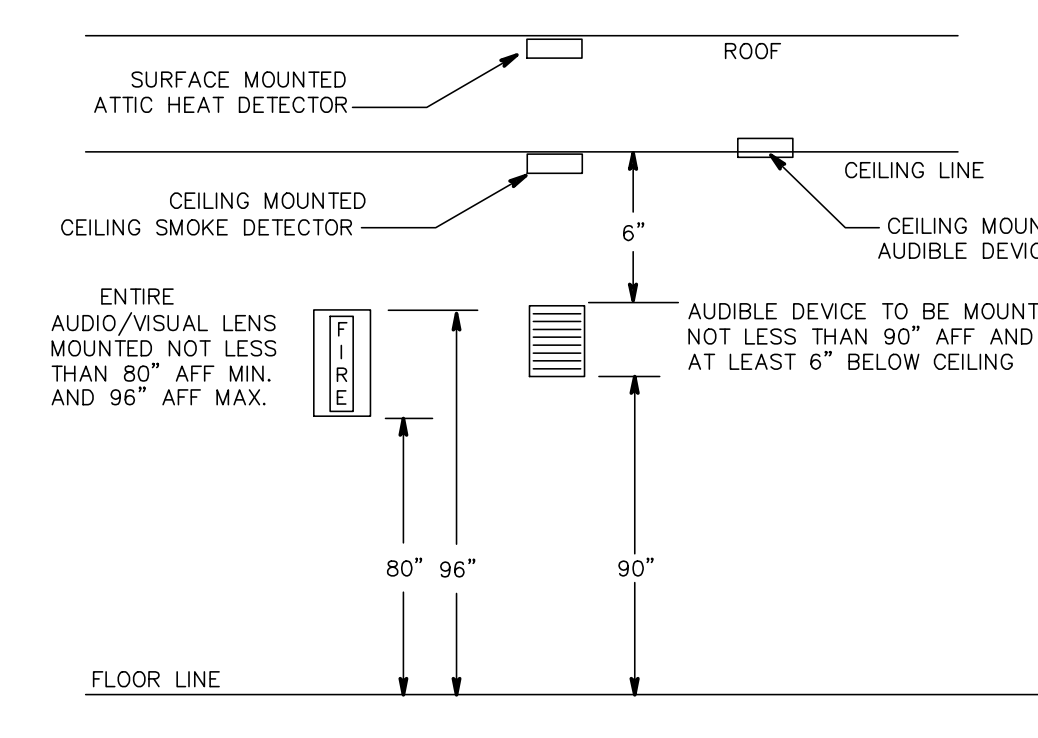 ROOF
SURFACE MOUNTED
ATTIC HEAT DETECTOR
CEILING LINE
CEILING MOUNTED
CEILING SMOKE DETECTOR
6”
CEILING MOUN
AUDIBLE DEVIC
ENTIRE
AUDIO/VISUAL LENS
MOUNTED NOT LESS
THAN 80” AFF MIN.
AND 96” AFF MAX.
F
I
R
E
AUDIBLE DEVICE TO BE MOUNT
NOT LESS THAN 90” AFF AND
AT LEAST 6” BELOW CEILING
80” 96” 90”
FLOOR LINE